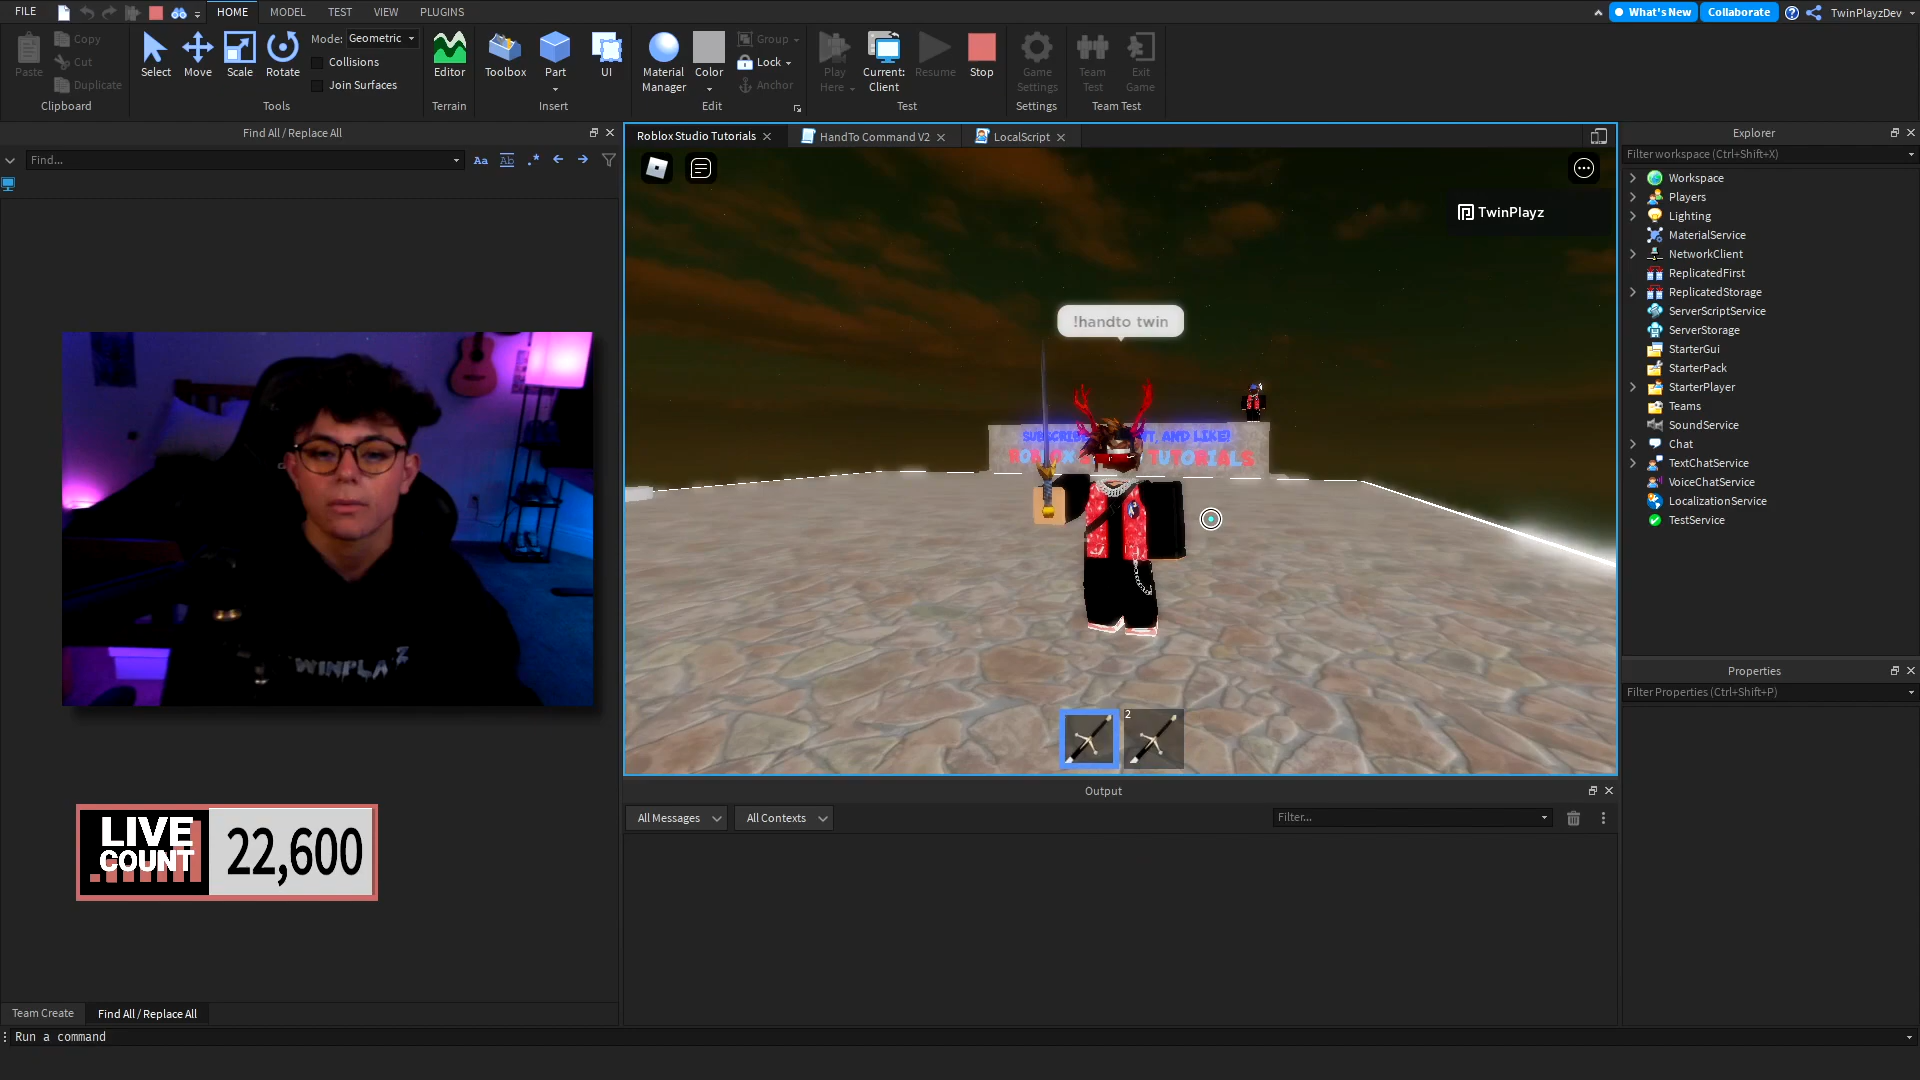 FILE
HOME
MODEL
TEST
VIEW
PLUGINS
What's New
Collaborate
TwinPlayzDev
Paste
Copy
Cut
Duplicate
Clipboard
Select
Move
Scale
Rotate
Mode: Geometric
Collisions
Join Surfaces
Tools
Editor
Terrain
Toolbox
Part
UI
Insert
Material Manager
Color
Group
Lock
Anchor
Edit
Play Here
Current: Client
Resume
Stop
Test
Game Settings
Settings
Team Test
Exit Game
Team Test
Find All / Replace All
Find...
Aa
Ab
Roblox Studio Tutorials
HandTo Command V2
LocalScript
TwinPlayz
!handto twin
AND LIKE!
TUTORIALS
2
WINPLA Z
LIVE COUNT
22,600
Output
All Messages
All Contexts
Filter...
Explorer
Filter workspace (Ctrl+Shift+X)
Workspace
Players
Lighting
MaterialService
NetworkClient
ReplicatedFirst
ReplicatedStorage
ServerScriptService
ServerStorage
StarterGui
StarterPack
StarterPlayer
Teams
SoundService
Chat
TextChatService
VoiceChatService
LocalizationService
TestService
Properties
Filter Properties (Ctrl+Shift+P)
Team Create
Find All / Replace All
Run a command